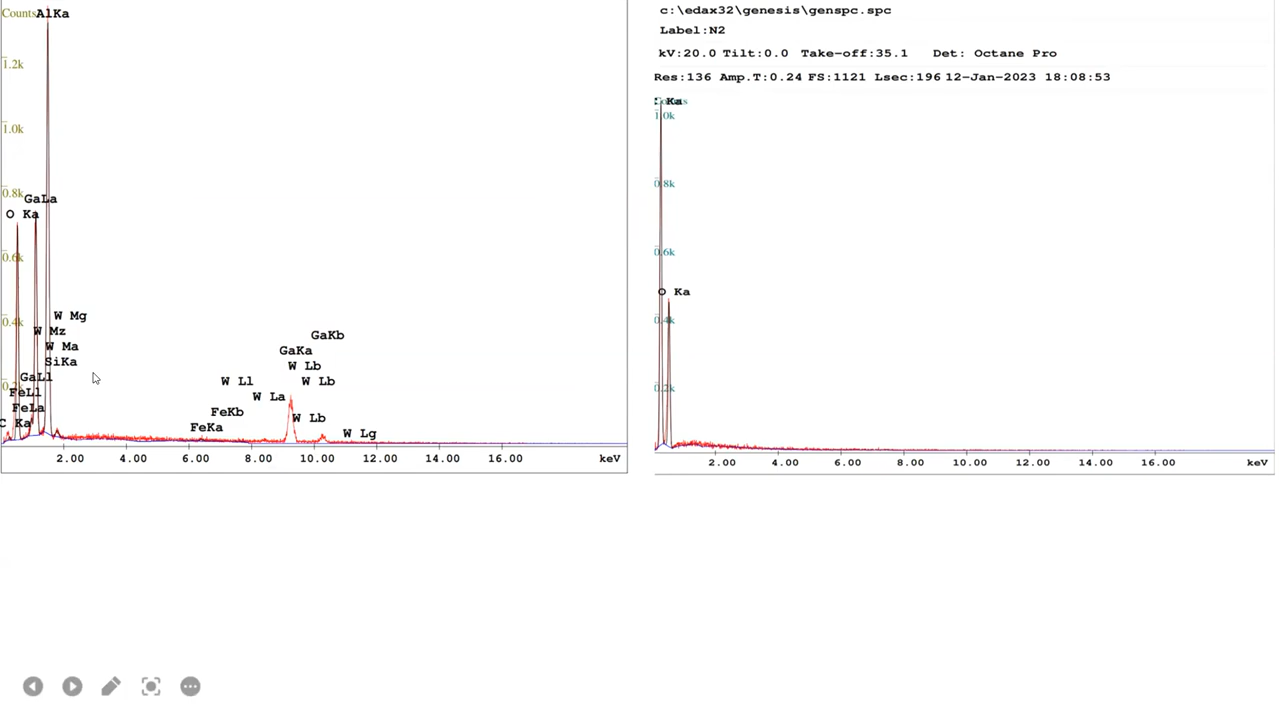 Counts
AlKa
1.2k
1.0k
0.8k
GaLa
O Ka
0.6k
W Mg
0.4k
W Mz
W Ma
SiKa
GaLl
0.2k
FeLl
FeLa
C Ka
GaKb
GaKa
W Lb
W Ll
W Lb
W La
FeKb
W Lb
FeKa
W Lg
2.00 4.00 6.00 8.00 10.00 12.00 14.00 16.00 keV
c:\edax32\genesis\genspc.spc
Label:N2
kV:20.0 Tilt:0.0 Take-off:35.1 Det: Octane Pro
Res:136 Amp.T:0.24 FS:1121 Lsec:196 12-Jan-2023 18:08:53
Ka
1.0k
0.8k
0.6k
O Ka
0.4k
0.2k
2.00 4.00 6.00 8.00 10.00 12.00 14.00 16.00 keV